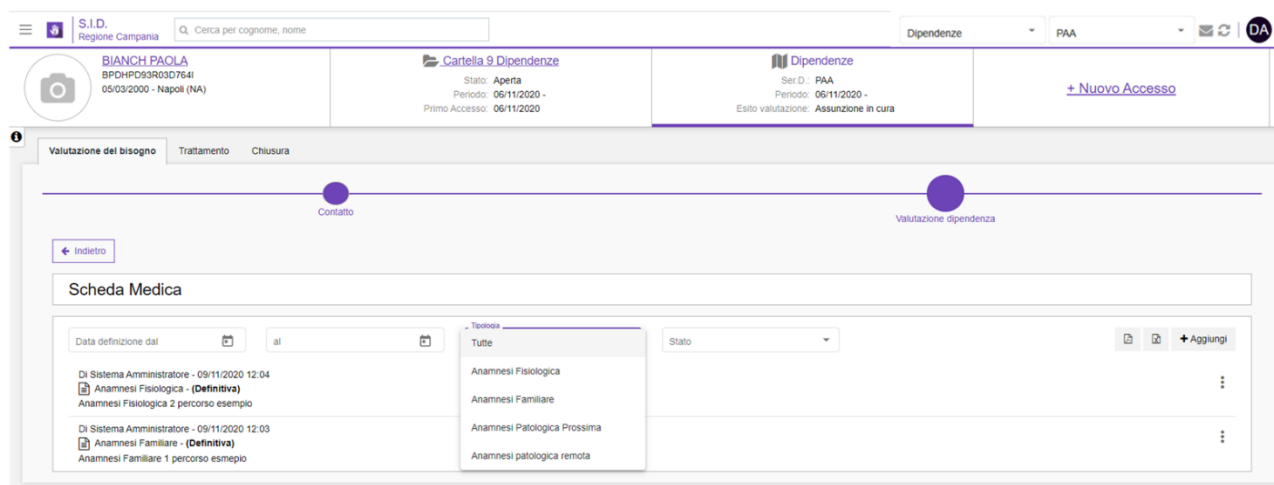 S.I.D.
Regione Campania
Cerca per cognome, nome
Dipendenze
PAA
DA
BIANCH PAOLA
BPDHPD93R03D764I
05/03/2000 - Napoli (NA)
Cartella 9 Dipendenze
Stato: Aperta
Periodo: 06/11/2020 -
Primo Accesso: 06/11/2020
Dipendenze
Ser.D.: PAA
Periodo: 06/11/2020 -
Esito valutazione: Assunzione in cura
+ Nuovo Accesso
Valutazione del bisogno
Trattamento
Chiusura
Contatto
Valutazione dipendenza
Indietro
Scheda Medica
Data definizione dal
al
Tipologia
Tutte
Anamnesi Fisiologica
Anamnesi Familiare
Anamnesi Patologica Prossima
Anamnesi patologica remota
Stato
+ Aggiungi
Di Sistema Amministratore - 09/11/2020 12:04
Anamnesi Fisiologica - (Definitiva)
Anamnesi Fisiologica 2 percorso esempio
Di Sistema Amministratore - 09/11/2020 12:03
Anamnesi Familiare - (Definitiva)
Anamnesi Familiare 1 percorso esmepio